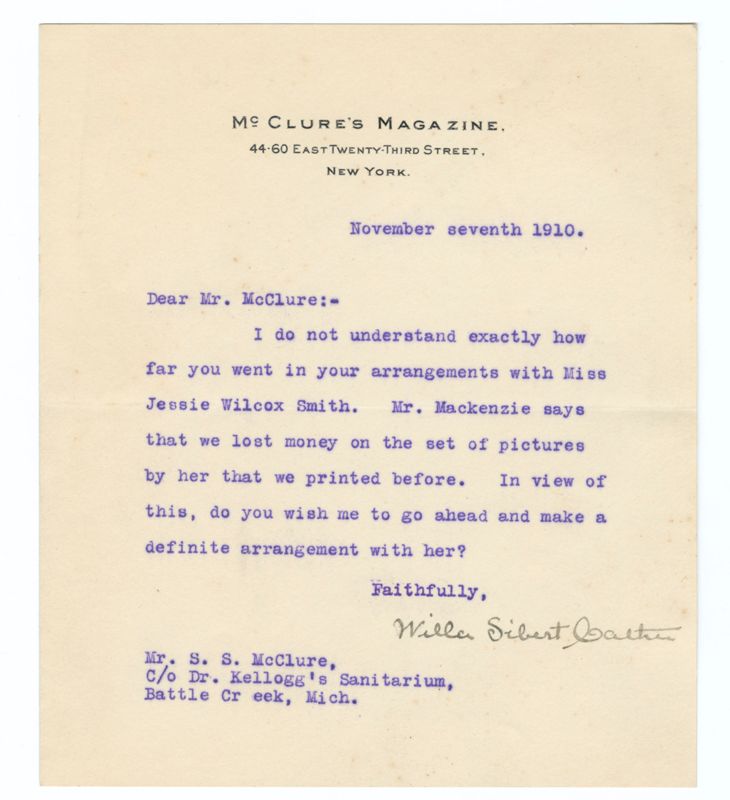 McClure's Magazine.
44-60 East Twenty-Third Street,
New York.
November seventh 1910.
Dear Mr. McClure:-
I do not understand exactly how
far you went in your arrangements with Miss
Jessie Wilcox Smith. Mr. Mackenzie says
that we lost money on the set of pictures
by her that we printed before. In view of
this, do you wish me to go ahead and make a
definite arrangement with her?
Faithfully,
Willa Sibert Cather
Mr. S. S. McClure,
C/o Dr. Kellogg's Sanitarium,
Battle Cr eek, Mich.